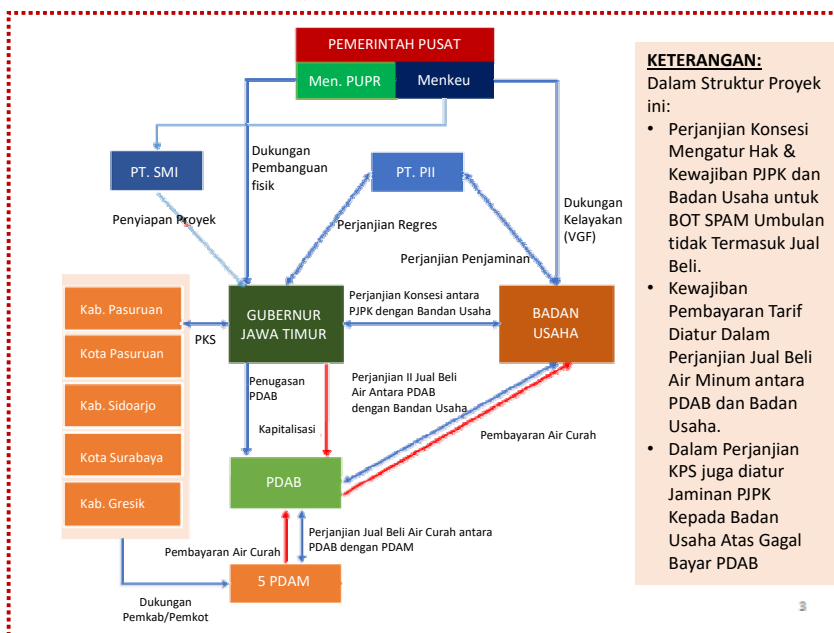 PEMERINTAH PUSAT
Men. PUPR
Menkeu
PT. SMI
Dukungan
Pembanguan
fisik
PT. PII
Dukungan
Kelayakan
(VGF)
Penyiapan Proyek
Perjanjian Regres
Perjanjian Penjaminan
Kab. Pasuruan
Kota Pasuruan
Kab. Sidoarjo
Kota Surabaya
Kab. Gresik
PKS
GUBERNUR
JAWA TIMUR
Perjanjian Konsesi antara
PJPK dengan Bandan Usaha
BADAN
USAHA
Penugasan
PDAB
Kapitalisasi
Perjanjian II Jual Beli
Air Antara PDAB
dengan Bandan Usaha
Pembayaran Air Curah
PDAB
Pembayaran Air Curah
Perjanjian Jual Beli Air Curah antara
PDAB dengan PDAM
5 PDAM
Dukungan
Pemkab/Pemkot
KETERANGAN:
Dalam Struktur Proyek
ini:
• Perjanjian Konsesi
Mengatur Hak &
Kewajiban PJPK dan
Badan Usaha untuk
BOT SPAM Umbulan
tidak Termasuk Jual
Beli.
• Kewajiban
Pembayaran Tarif
Diatur Dalam
Perjanjian Jual Beli
Air Minum antara
PDAB dan Badan
Usaha.
• Dalam Perjanjian
KPS juga diatur
Jaminan PJPK
Kepada Badan
Usaha Atas Gagal
Bayar PDAB
3